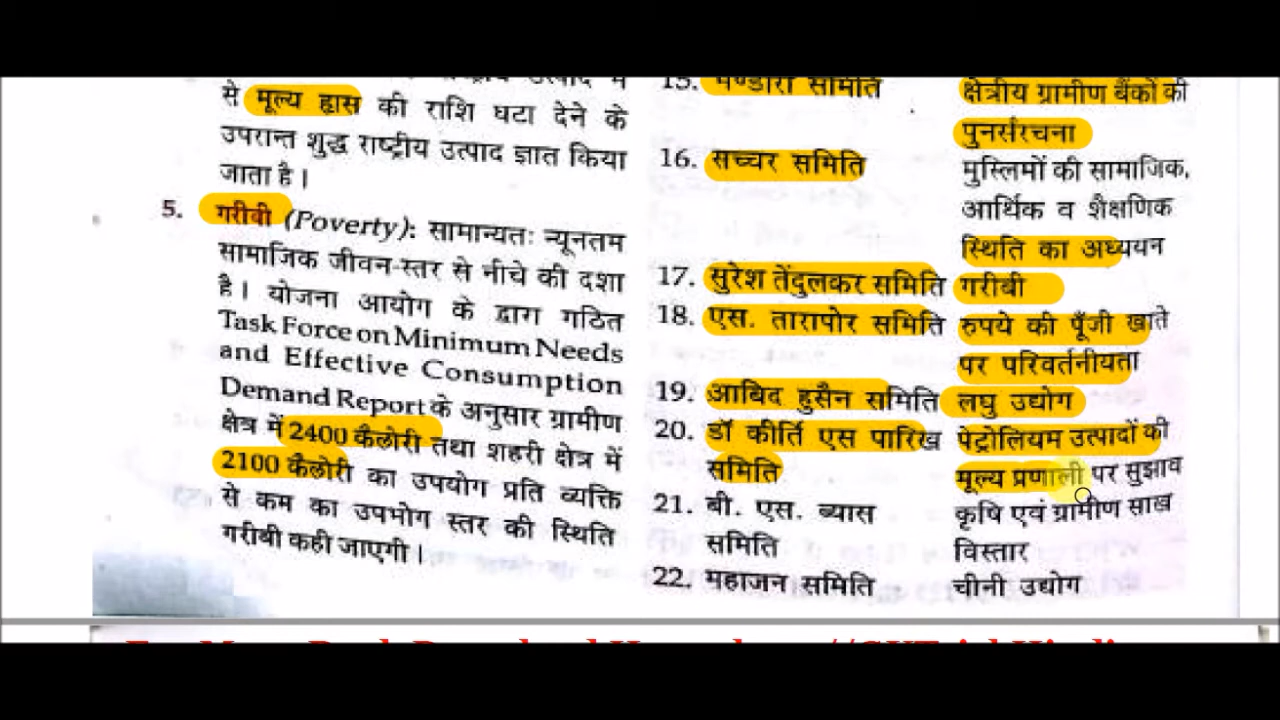 से मूल्य ह्रास की राशि घटा देने के
उपरान्त शुद्ध राष्ट्रीय उत्पाद ज्ञात किया
जाता है।
5. गरीबी (Poverty): सामान्यतः न्यूनतम
सामाजिक जीवन-स्तर से नीचे की दशा
है। योजना आयोग के द्वारा गठित
Task Force on Minimum Needs
and Effective Consumption
Demand Report के अनुसार ग्रामीण
क्षेत्र में 2400 कैलोरी तथा शहरी क्षेत्र में
2100 कैलोरी का उपयोग प्रति व्यक्ति
से कम का उपभोग स्तर की स्थिति
गरीबी कही जाएगी।
15. भण्डारी समिति क्षेत्रीय ग्रामीण बैंकों की
पुनर्संरचना
16. सच्चर समिति मुस्लिमों की सामाजिक,
आर्थिक व शैक्षणिक
स्थिति का अध्ययन
17. सुरेश तेंदुलकर समिति गरीबी
18. एस. तारापोर समिति रुपये की पूँजी खाते
पर परिवर्तनीयता
19. आबिद हुसैन समिति लघु उद्योग
20. डॉ कीर्ति एस पारिख पेट्रोलियम उत्पादों की
समिति मूल्य प्रणाली पर सुझाव
21. बी. एस. ब्यास कृषि एवं ग्रामीण साख
समिति विस्तार
22. महाजन समिति चीनी उद्योग